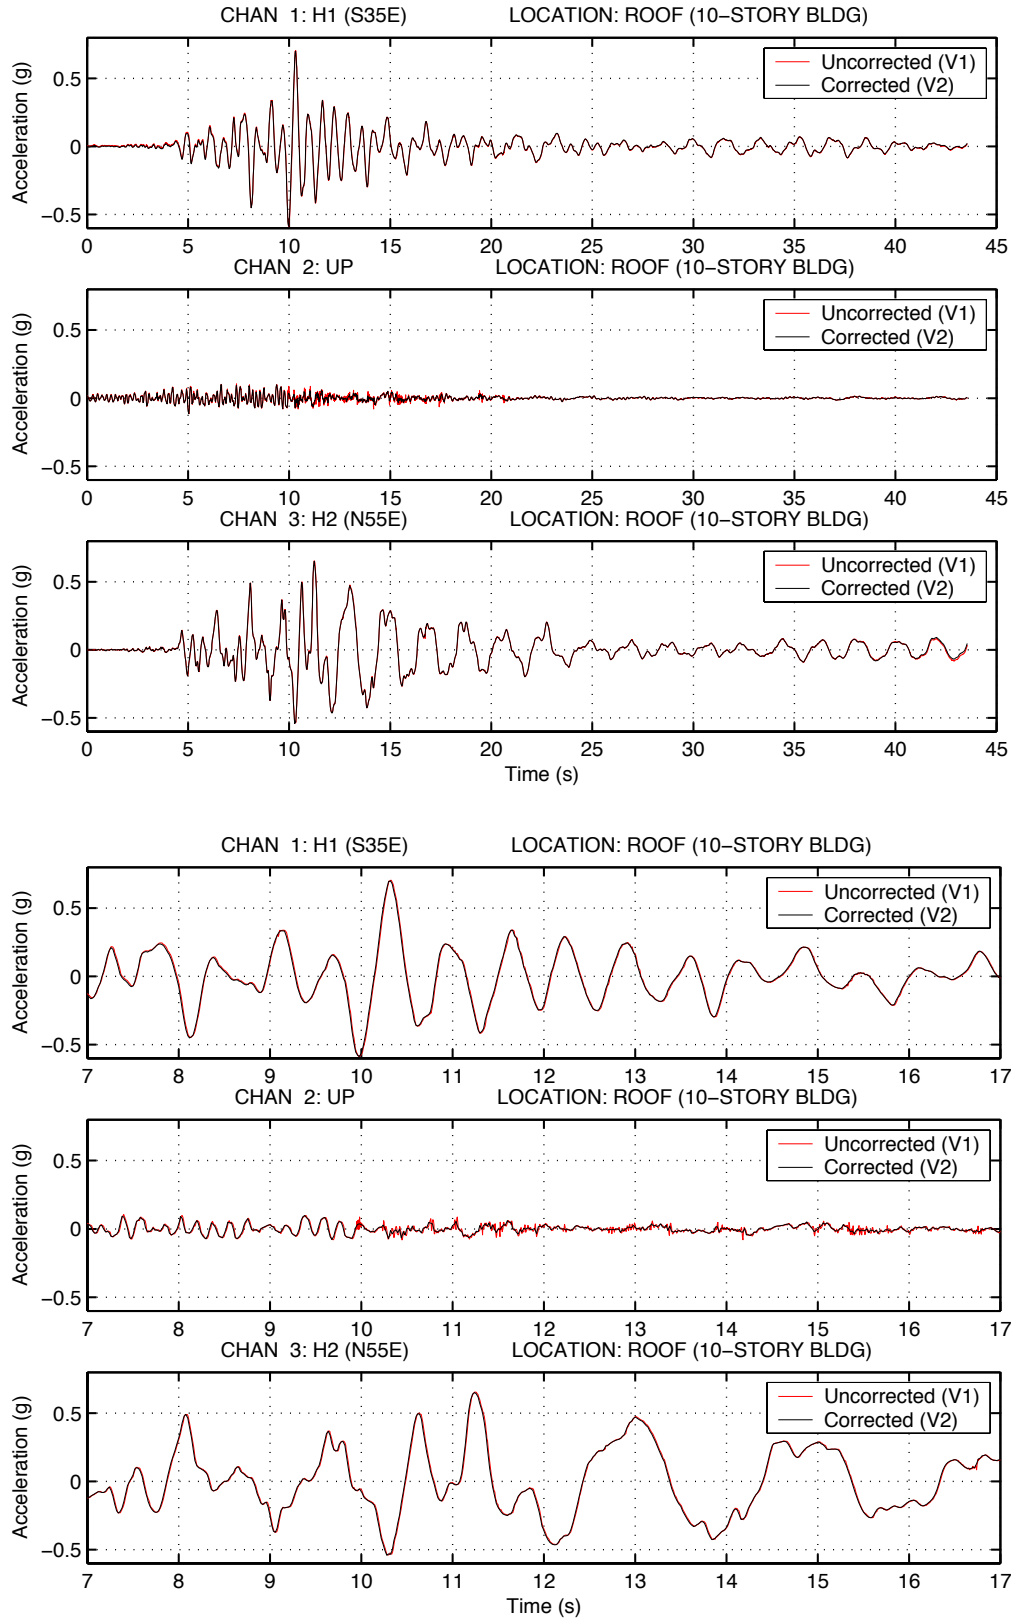 CHAN 1: H1 (S35E) LOCATION: ROOF (10−STORY BLDG)
Acceleration (g)
0.5
0
−0.5
Uncorrected (V1)
Corrected (V2)
0 5 10 15 20 25 30 35 40 45
CHAN 2: UP LOCATION: ROOF (10−STORY BLDG)
Acceleration (g)
0.5
0
−0.5
Uncorrected (V1)
Corrected (V2)
0 5 10 15 20 25 30 35 40 45
CHAN 3: H2 (N55E) LOCATION: ROOF (10−STORY BLDG)
Acceleration (g)
0.5
0
−0.5
Uncorrected (V1)
Corrected (V2)
0 5 10 15 20 25 30 35 40 45
Time (s)
CHAN 1: H1 (S35E) LOCATION: ROOF (10−STORY BLDG)
Acceleration (g)
0.5
0
−0.5
Uncorrected (V1)
Corrected (V2)
7 8 9 10 11 12 13 14 15 16 17
CHAN 2: UP LOCATION: ROOF (10−STORY BLDG)
Acceleration (g)
0.5
0
−0.5
Uncorrected (V1)
Corrected (V2)
7 8 9 10 11 12 13 14 15 16 17
CHAN 3: H2 (N55E) LOCATION: ROOF (10−STORY BLDG)
Acceleration (g)
0.5
0
−0.5
Uncorrected (V1)
Corrected (V2)
7 8 9 10 11 12 13 14 15 16 17
Time (s)